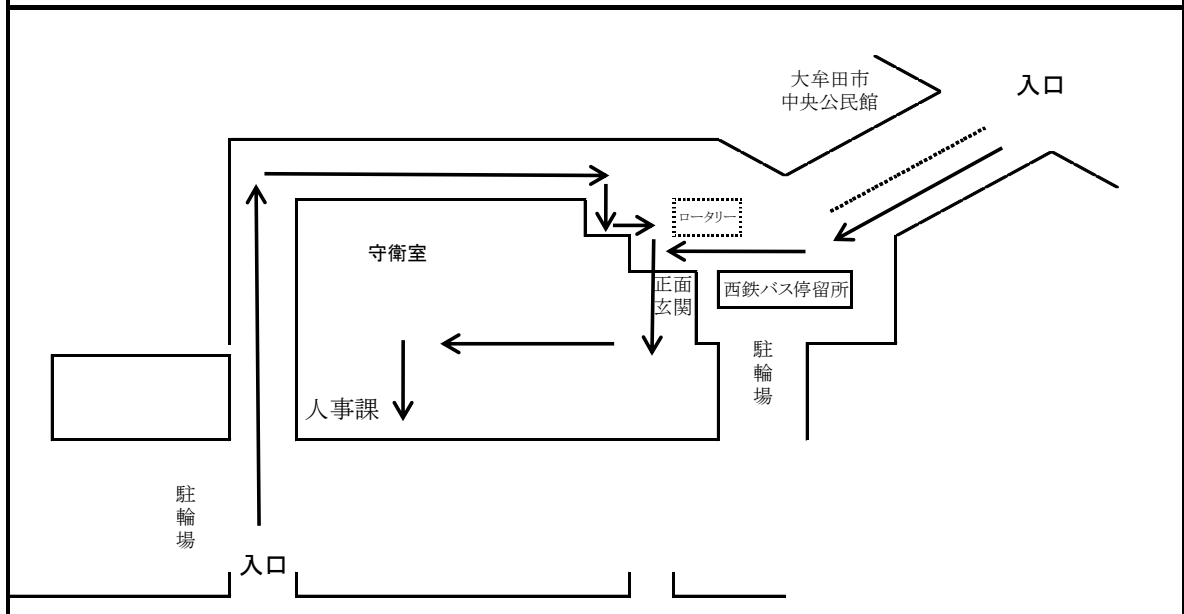 大牟田市
中央公民館
入口
ロータリー
守衛室
正面
玄関
西鉄バス停留所
駐
輪
場
人事課
駐
輪
場
入口